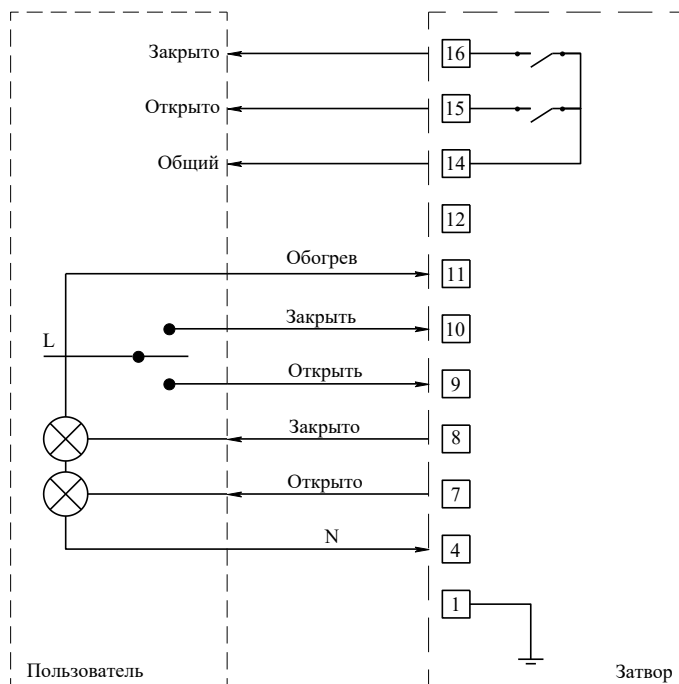 Закрыто
16
Открыто
15
Общий
14
12
Обогрев
11
Закрыть
10
L
Открыть
9
Закрыто
8
Открыто
7
N
4
1
Пользователь
Затвор